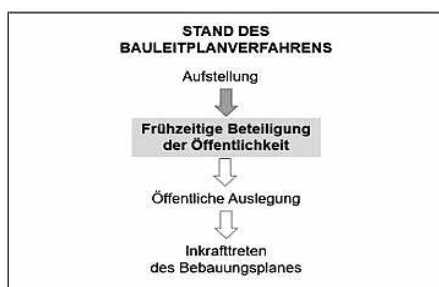 STAND DES
BAULEITPLANVERFAHRENS
Aufstellung
Frühzeitige Beteiligung
der Öffentlichkeit
Öffentliche Auslegung
Inkrafttreten
des Bebauungsplanes